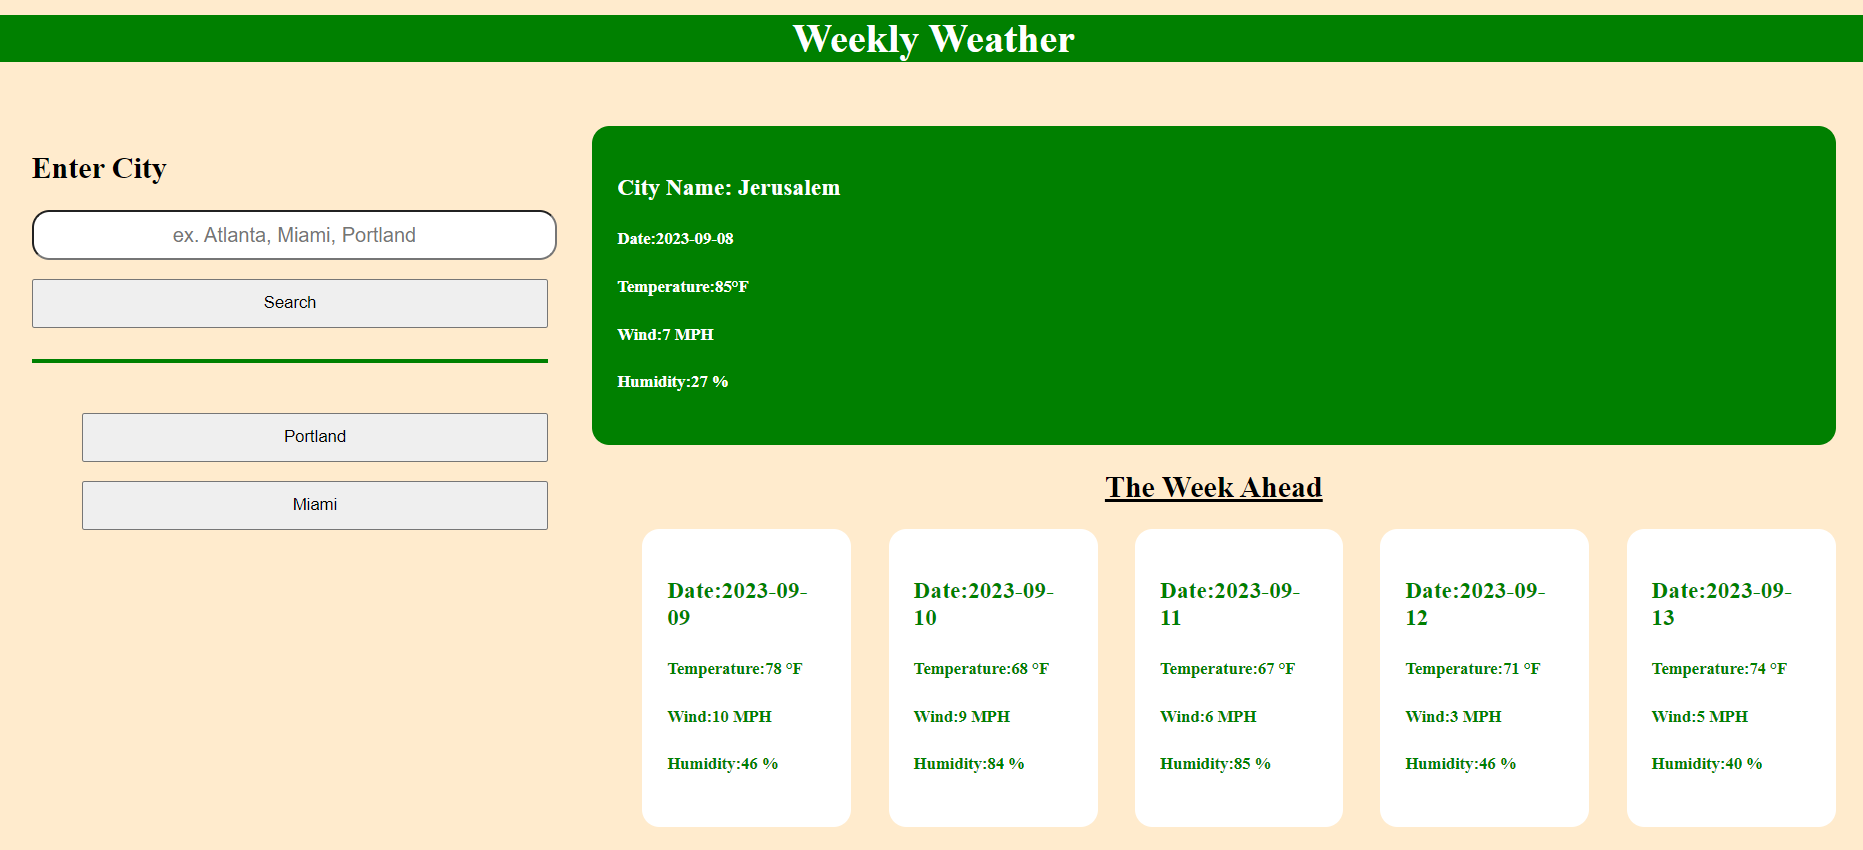 Weekly Weather
Enter City
ex. Atlanta, Miami, Portland
Search
Portland
Miami
City Name: Jerusalem
Date:2023-09-08
Temperature:85°F
Wind:7 MPH
Humidity:27 %
The Week Ahead
Date:2023-09-
09
Temperature:78 °F
Wind:10 MPH
Humidity:46 %
Date:2023-09-
10
Temperature:68 °F
Wind:9 MPH
Humidity:84 %
Date:2023-09-
11
Temperature:67 °F
Wind:6 MPH
Humidity:85 %
Date:2023-09-
12
Temperature:71 °F
Wind:3 MPH
Humidity:46 %
Date:2023-09-
13
Temperature:74 °F
Wind:5 MPH
Humidity:40 %